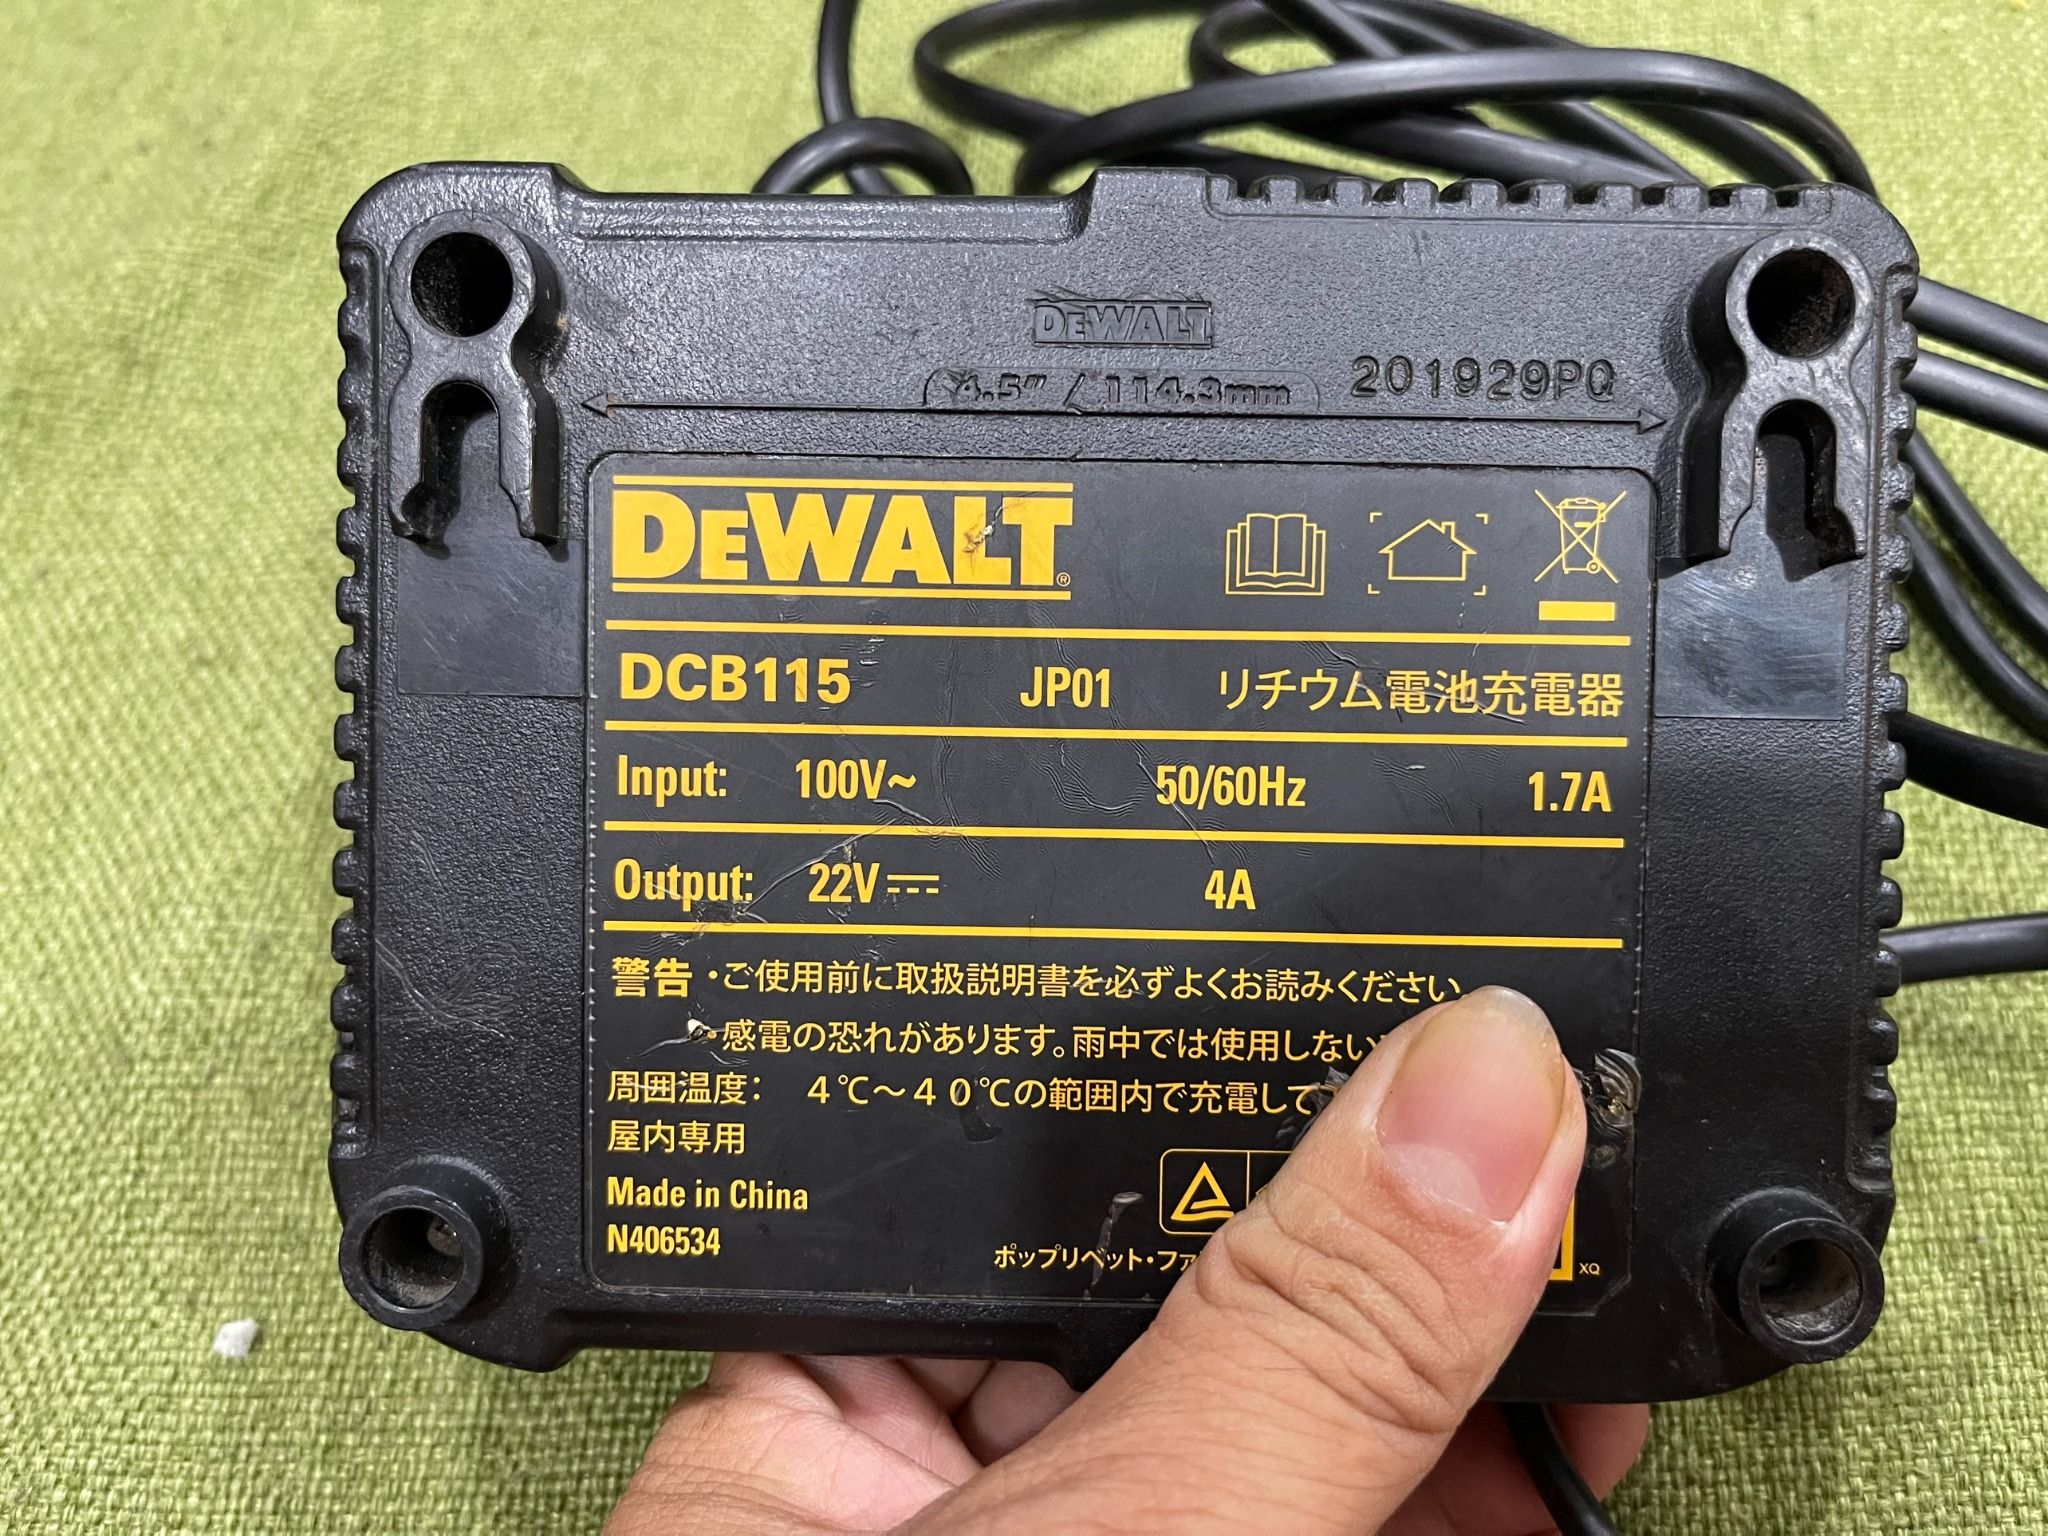 DEWALT
4.5" / 114.3mm
201929PQ
DEWALT®
DCB115 JP01 リチウム電池充電器
Input: 100V~ 50/60Hz 1.7A
Output: 22V 4A
警告 ・ご使用前に取扱説明書を必ずよくお読みください。
・感電の恐れがあります。雨中では使用しない
周囲温度： 4℃～40℃の範囲内で充電して
屋内専用
Made in China
N406534
ポップリベット・ファ
XQ